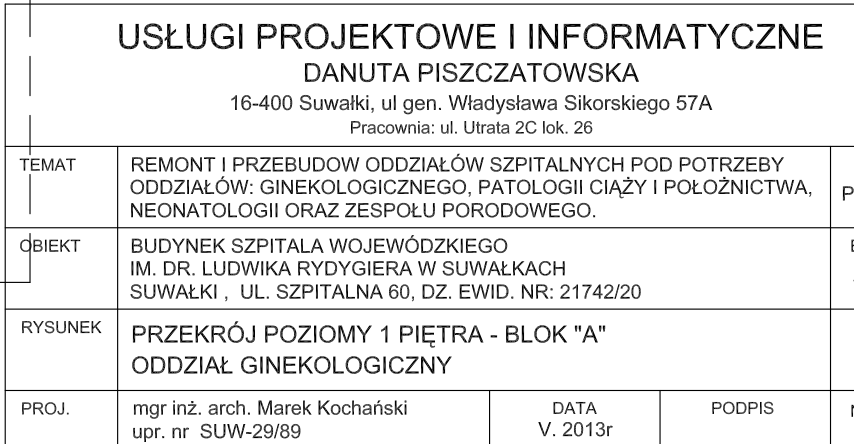 USŁUGI PROJEKTOWE I INFORMATYCZNE
DANUTA PISZCZATOWSKA
16-400 Suwałki, ul gen. Władysława Sikorskiego 57A
Pracownia: ul. Utrata 2C lok. 26
TEMAT
REMONT I PRZEBUDOW ODDZIAŁÓW SZPITALNYCH POD POTRZEBY
ODDZIAŁÓW: GINEKOLOGICZNEGO, PATOLOGII CIĄŻY I POŁOŻNICTWA,
NEONATOLOGII ORAZ ZESPOŁU PORODOWEGO.
OBIEKT
BUDYNEK SZPITALA WOJEWÓDZKIEGO
IM. DR. LUDWIKA RYDYGIERA W SUWAŁKACH
SUWAŁKI , UL. SZPITALNA 60, DZ. EWID. NR: 21742/20
RYSUNEK
PRZEKRÓJ POZIOMY 1 PIĘTRA - BLOK "A"
ODDZIAŁ GINEKOLOGICZNY
PROJ.
mgr inż. arch. Marek Kochański
upr. nr SUW-29/89
DATA
V. 2013r
PODPIS